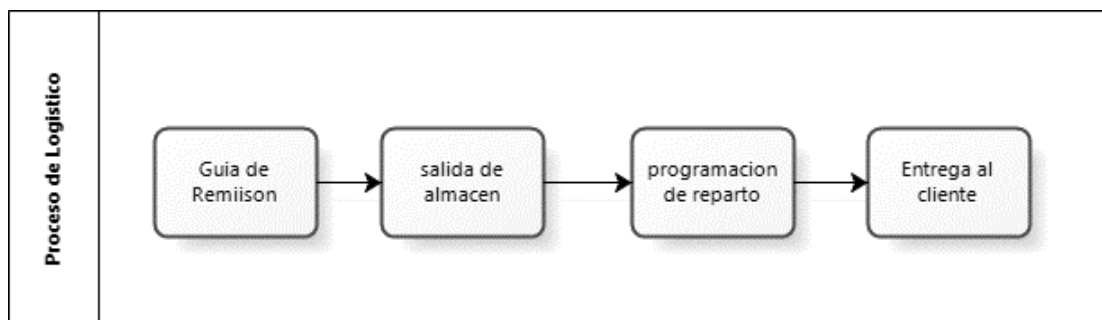 Proceso de Logistico
Guia de
Remiison
salida de
almacen
programacion
de reparto
Entrega al
cliente